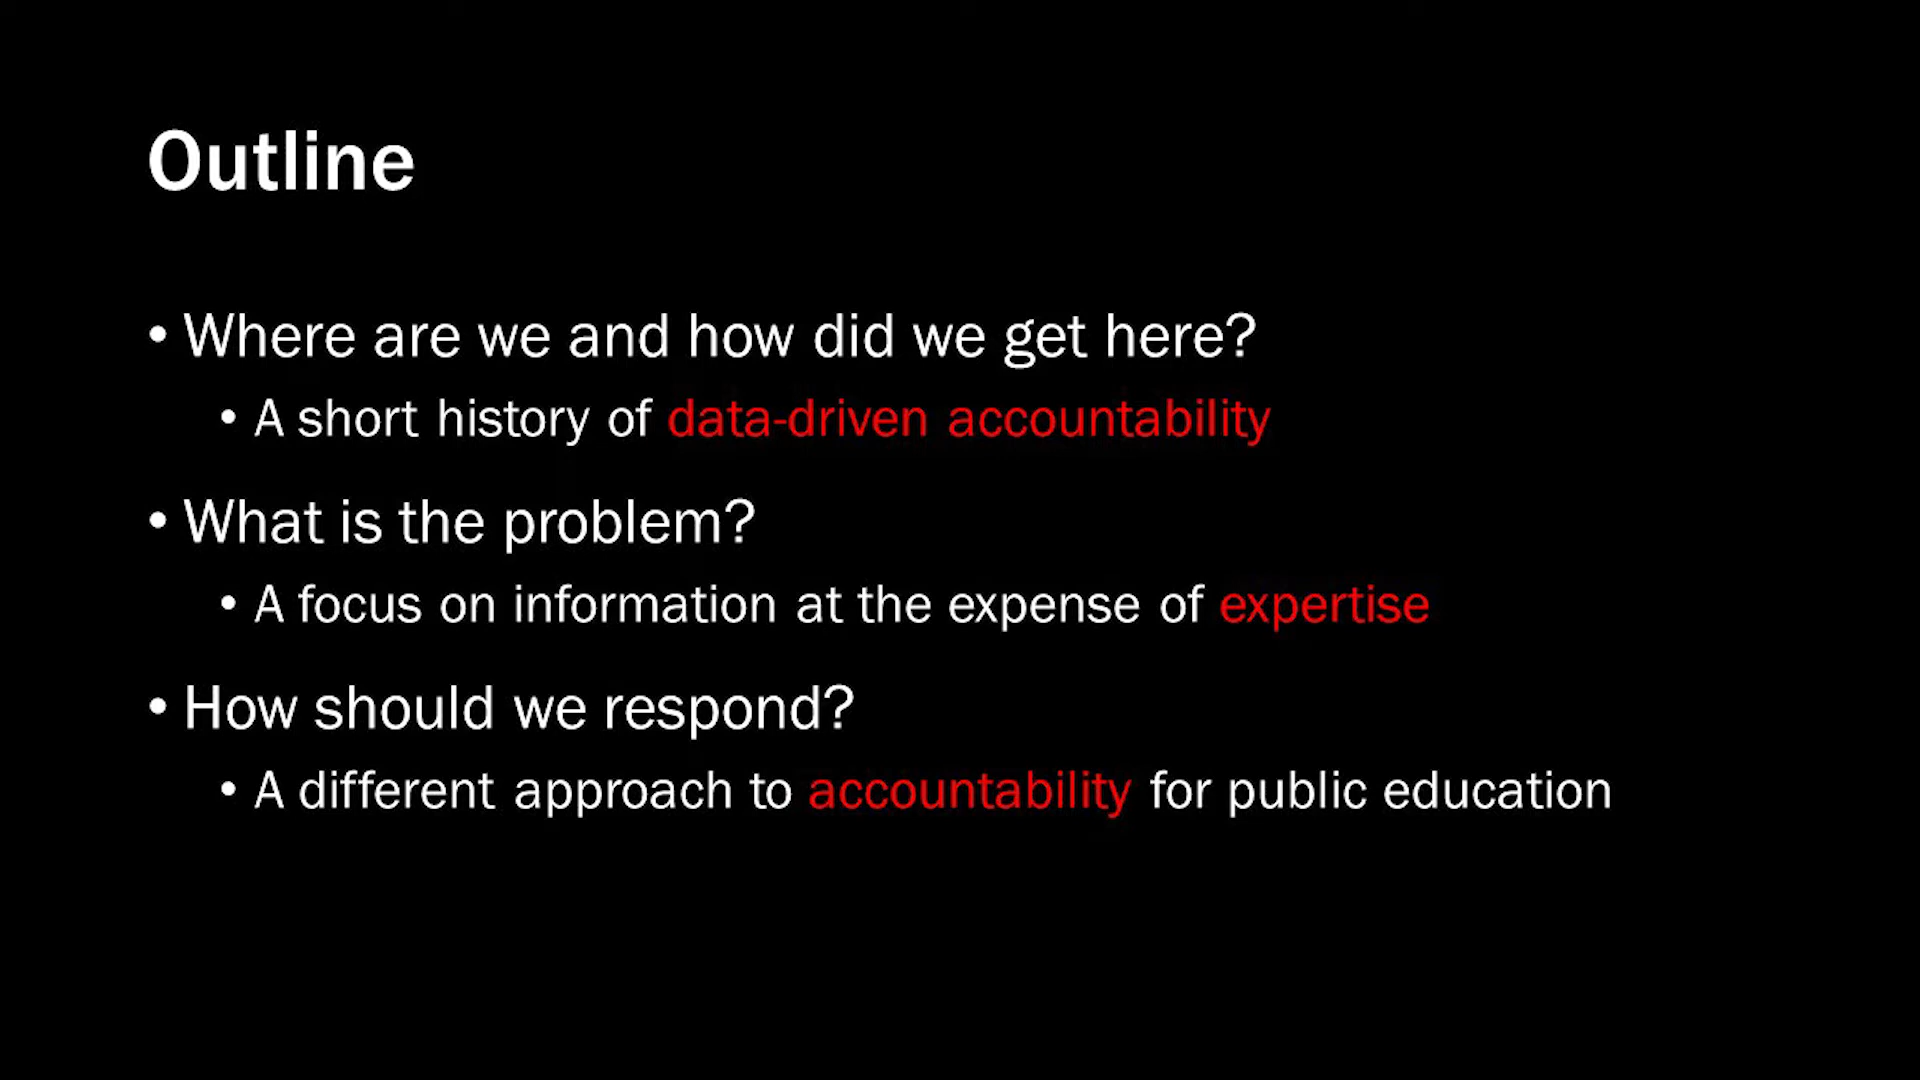 Outline
• Where are we and how did we get here?
• A short history of data-driven accountability
• What is the problem?
• A focus on information at the expense of expertise
• How should we respond?
• A different approach to accountability for public education